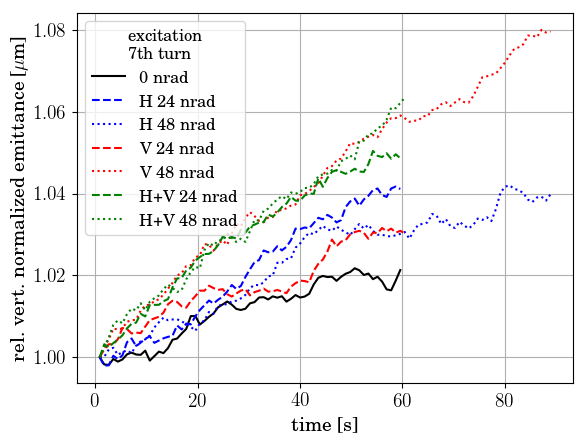 excitation
7th turn
0 nrad
H 24 nrad
H 48 nrad
V 24 nrad
V 48 nrad
H+V 24 nrad
H+V 48 nrad
rel. vert. normalized emittance [μm]
1.08
1.06
1.04
1.02
1.00
0 20 40 60 80
time [s]